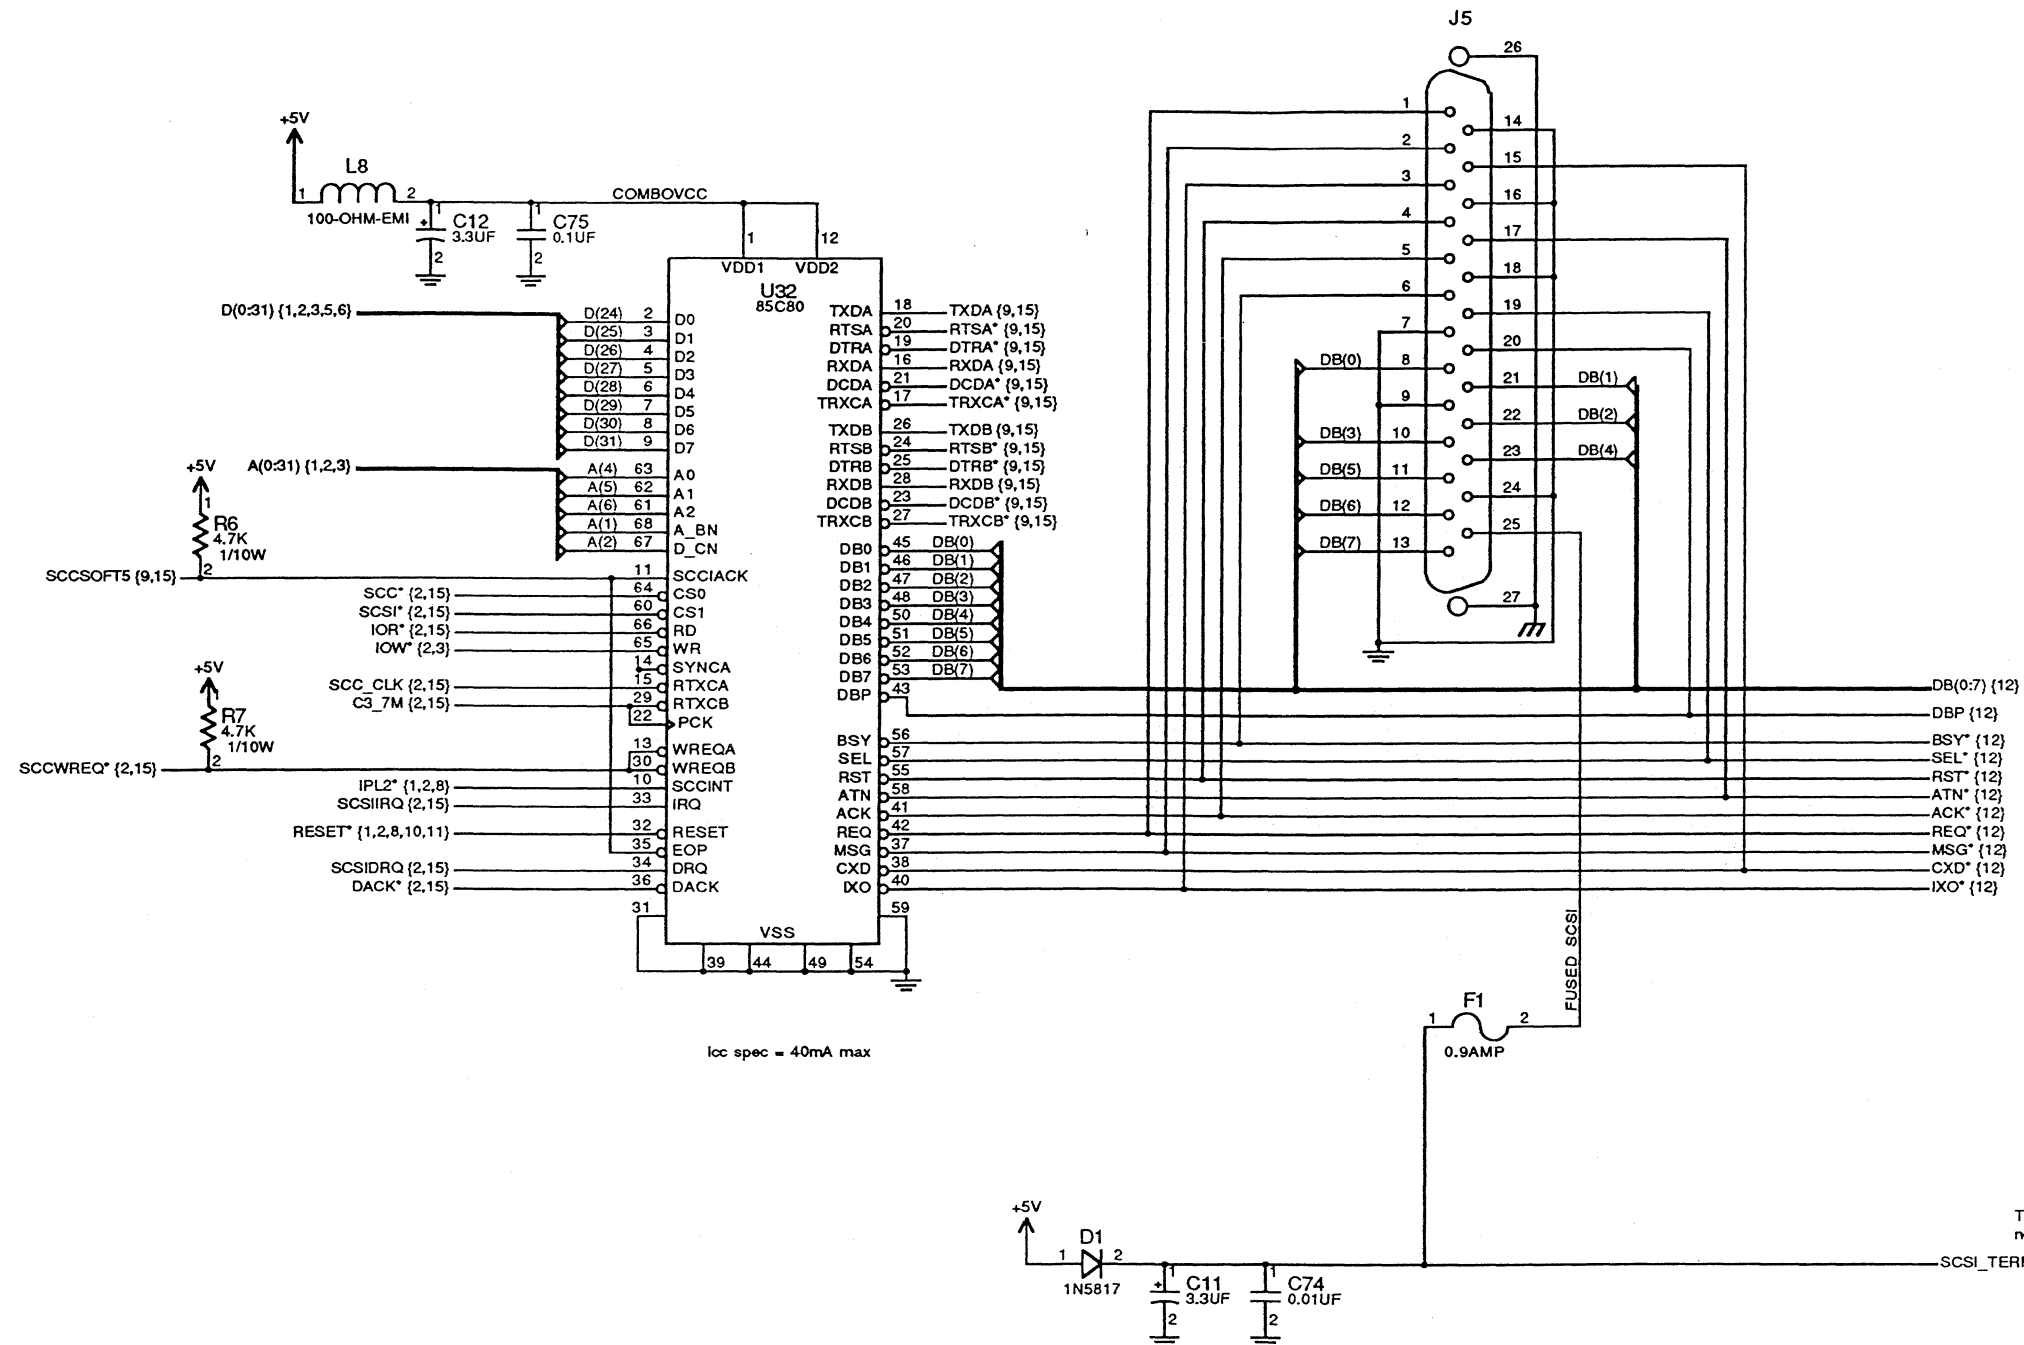 J5
26
1
14
2
15
3
16
4
17
5
18
6
19
7
20
DB(0) 8
21 DB(1)
9
22 DB(2)
DB(3) 10
23 DB(4)
DB(5) 11
24
DB(6) 12
25
DB(7) 13
27
+5V
L8
1 2
100-OHM-EMI
COMBOVCC
1
C12
3.3UF
2
1
C75
0.1UF
2
1 12
VDD1 VDD2
U32
85C80
D(0:31) {1,2,3,5,6}
D(24) 2 D0
D(25) 3 D1
D(26) 4 D2
D(27) 5 D3
D(28) 6 D4
D(29) 7 D5
D(30) 8 D6
D(31) 9 D7
A(0:31) {1,2,3}
A(4) 63 A0
A(5) 62 A1
A(6) 61 A2
A(1) 68 A_BN
A(2) 67 D_CN
+5V
1
R6
4.7K
1/10W
2
SCCSOFT5 {9,15} 11 SCCIACK
SCC* {2,15} 64 CS0
SCSI* {2,15} 60 CS1
IOR* {2,15} 66 RD
IOW* {2,3} 65 WR
14 SYNCA
SCC_CLK {2,15} 15 RTXCA
C3_7M {2,15} 29 RTXCB
22 PCK
+5V
1
R7
4.7K
1/10W
2
13 WREQA
SCCWREQ* {2,15} 30 WREQB
IPL2* {1,2,8} 10 SCCINT
SCSIIRQ {2,15} 33 IRQ
RESET* {1,2,8,10,11} 32 RESET
35 EOP
SCSIDRQ {2,15} 34 DRQ
DACK* {2,15} 36 DACK
31 59
VSS
39 44 49 54
TXDA 18 TXDA {9,15}
RTSA 20 RTSA* {9,15}
DTRA 19 DTRA* {9,15}
RXDA 16 RXDA {9,15}
DCDA 21 DCDA* {9,15}
TRXCA 17 TRXCA* {9,15}
TXDB 26 TXDB {9,15}
RTSB 24 RTSB* {9,15}
DTRB 25 DTRB* {9,15}
RXDB 28 RXDB {9,15}
DCDB 23 DCDB* {9,15}
TRXCB 27 TRXCB* {9,15}
DB0 45 DB(0)
DB1 46 DB(1)
DB2 47 DB(2)
DB3 48 DB(3)
DB4 50 DB(4)
DB5 51 DB(5)
DB6 52 DB(6)
DB7 53 DB(7)
DB(0:7) {12}
DBP 43 DBP {12}
BSY 56 BSY* {12}
SEL 57 SEL* {12}
RST 55 RST* {12}
ATN 58 ATN* {12}
ACK 41 ACK* {12}
REQ 42 REQ* {12}
MSG 37 MSG* {12}
CXD 38 CXD* {12}
IXO 40 IXO* {12}
Icc spec = 40mA max
FUSED SCSI
F1
1 2
0.9AMP
+5V
D1
1 2
1N5817
1
C11
3.3UF
2
1
C74
0.01UF
2
SCSI_TER